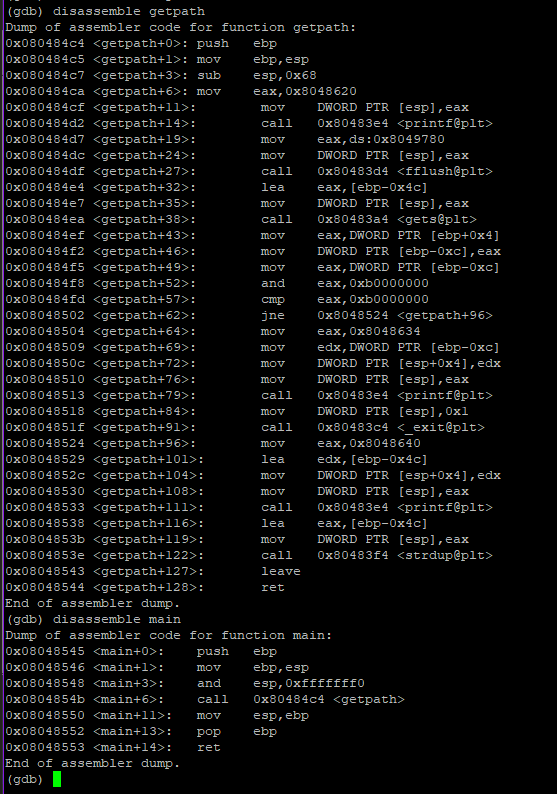 (gdb) disassemble getpath
Dump of assembler code for function getpath:
0x080484c4 <getpath+0>: push   ebp
0x080484c5 <getpath+1>: mov    ebp,esp
0x080484c7 <getpath+3>: sub    esp,0x68
0x080484ca <getpath+6>: mov    eax,0x8048620
0x080484cf <getpath+11>:        mov    DWORD PTR [esp],eax
0x080484d2 <getpath+14>:        call   0x80483e4 <printf@plt>
0x080484d7 <getpath+19>:        mov    eax,ds:0x8049780
0x080484dc <getpath+24>:        mov    DWORD PTR [esp],eax
0x080484df <getpath+27>:        call   0x80483d4 <fflush@plt>
0x080484e4 <getpath+32>:        lea    eax,[ebp-0x4c]
0x080484e7 <getpath+35>:        mov    DWORD PTR [esp],eax
0x080484ea <getpath+38>:        call   0x80483a4 <gets@plt>
0x080484ef <getpath+43>:        mov    eax,DWORD PTR [ebp+0x4]
0x080484f2 <getpath+46>:        mov    DWORD PTR [ebp-0xc],eax
0x080484f5 <getpath+49>:        mov    eax,DWORD PTR [ebp-0xc]
0x080484f8 <getpath+52>:        and    eax,0xb0000000
0x080484fd <getpath+57>:        cmp    eax,0xb0000000
0x08048502 <getpath+62>:        jne    0x8048524 <getpath+96>
0x08048504 <getpath+64>:        mov    eax,0x8048634
0x08048509 <getpath+69>:        mov    edx,DWORD PTR [ebp-0xc]
0x0804850c <getpath+72>:        mov    DWORD PTR [esp+0x4],edx
0x08048510 <getpath+76>:        mov    DWORD PTR [esp],eax
0x08048513 <getpath+79>:        call   0x80483e4 <printf@plt>
0x08048518 <getpath+84>:        mov    DWORD PTR [esp],0x1
0x0804851f <getpath+91>:        call   0x80483c4 <_exit@plt>
0x08048524 <getpath+96>:        mov    eax,0x8048640
0x08048529 <getpath+101>:       lea    edx,[ebp-0x4c]
0x0804852c <getpath+104>:       mov    DWORD PTR [esp+0x4],edx
0x08048530 <getpath+108>:       mov    DWORD PTR [esp],eax
0x08048533 <getpath+111>:       call   0x80483e4 <printf@plt>
0x08048538 <getpath+116>:       lea    eax,[ebp-0x4c]
0x0804853b <getpath+119>:       mov    DWORD PTR [esp],eax
0x0804853e <getpath+122>:       call   0x80483f4 <strdup@plt>
0x08048543 <getpath+127>:       leave
0x08048544 <getpath+128>:       ret
End of assembler dump.
(gdb) disassemble main
Dump of assembler code for function main:
0x08048545 <main+0>:    push   ebp
0x08048546 <main+1>:    mov    ebp,esp
0x08048548 <main+3>:    and    esp,0xfffffff0
0x0804854b <main+6>:    call   0x80484c4 <getpath>
0x08048550 <main+11>:   mov    esp,ebp
0x08048552 <main+13>:   pop    ebp
0x08048553 <main+14>:   ret
End of assembler dump.
(gdb)